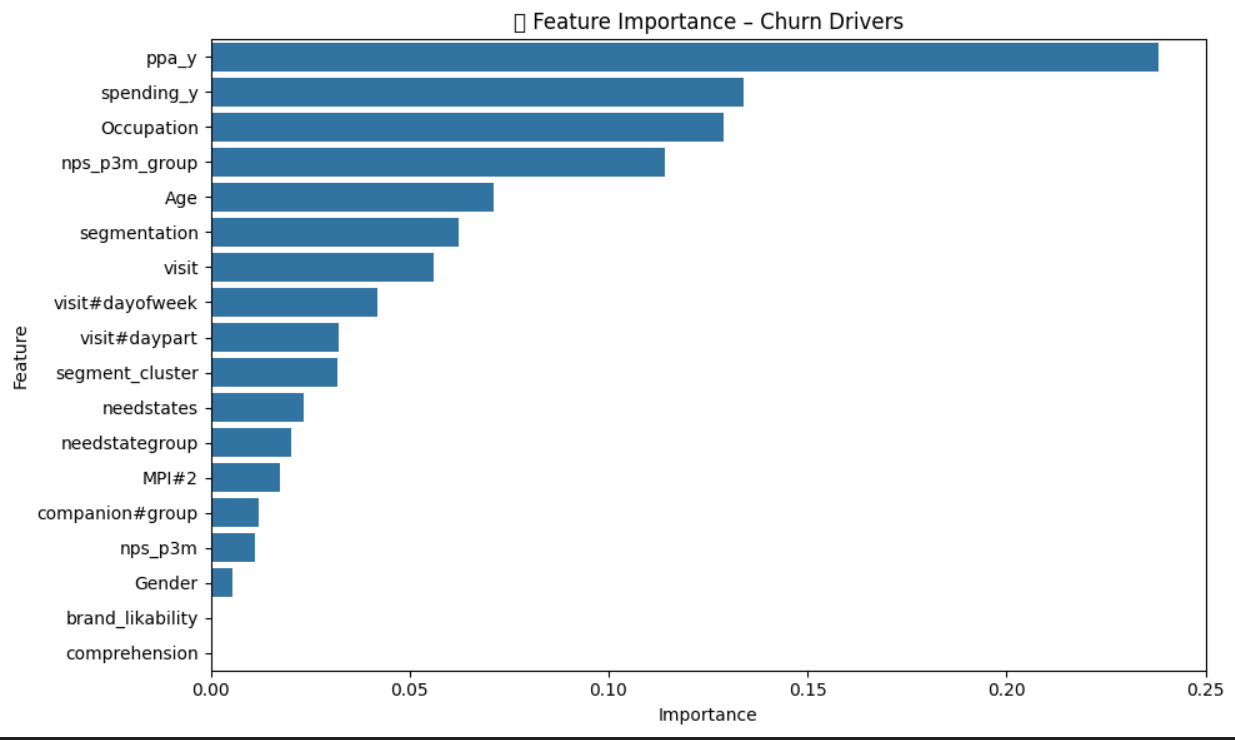 ▯ Feature Importance – Churn Drivers
Feature
ppa_y
spending_y
Occupation
nps_p3m_group
Age
segmentation
visit
visit#dayofweek
visit#daypart
segment_cluster
needstates
needstategroup
MPI#2
companion#group
nps_p3m
Gender
brand_likability
comprehension
0.00 0.05 0.10 0.15 0.20 0.25
Importance